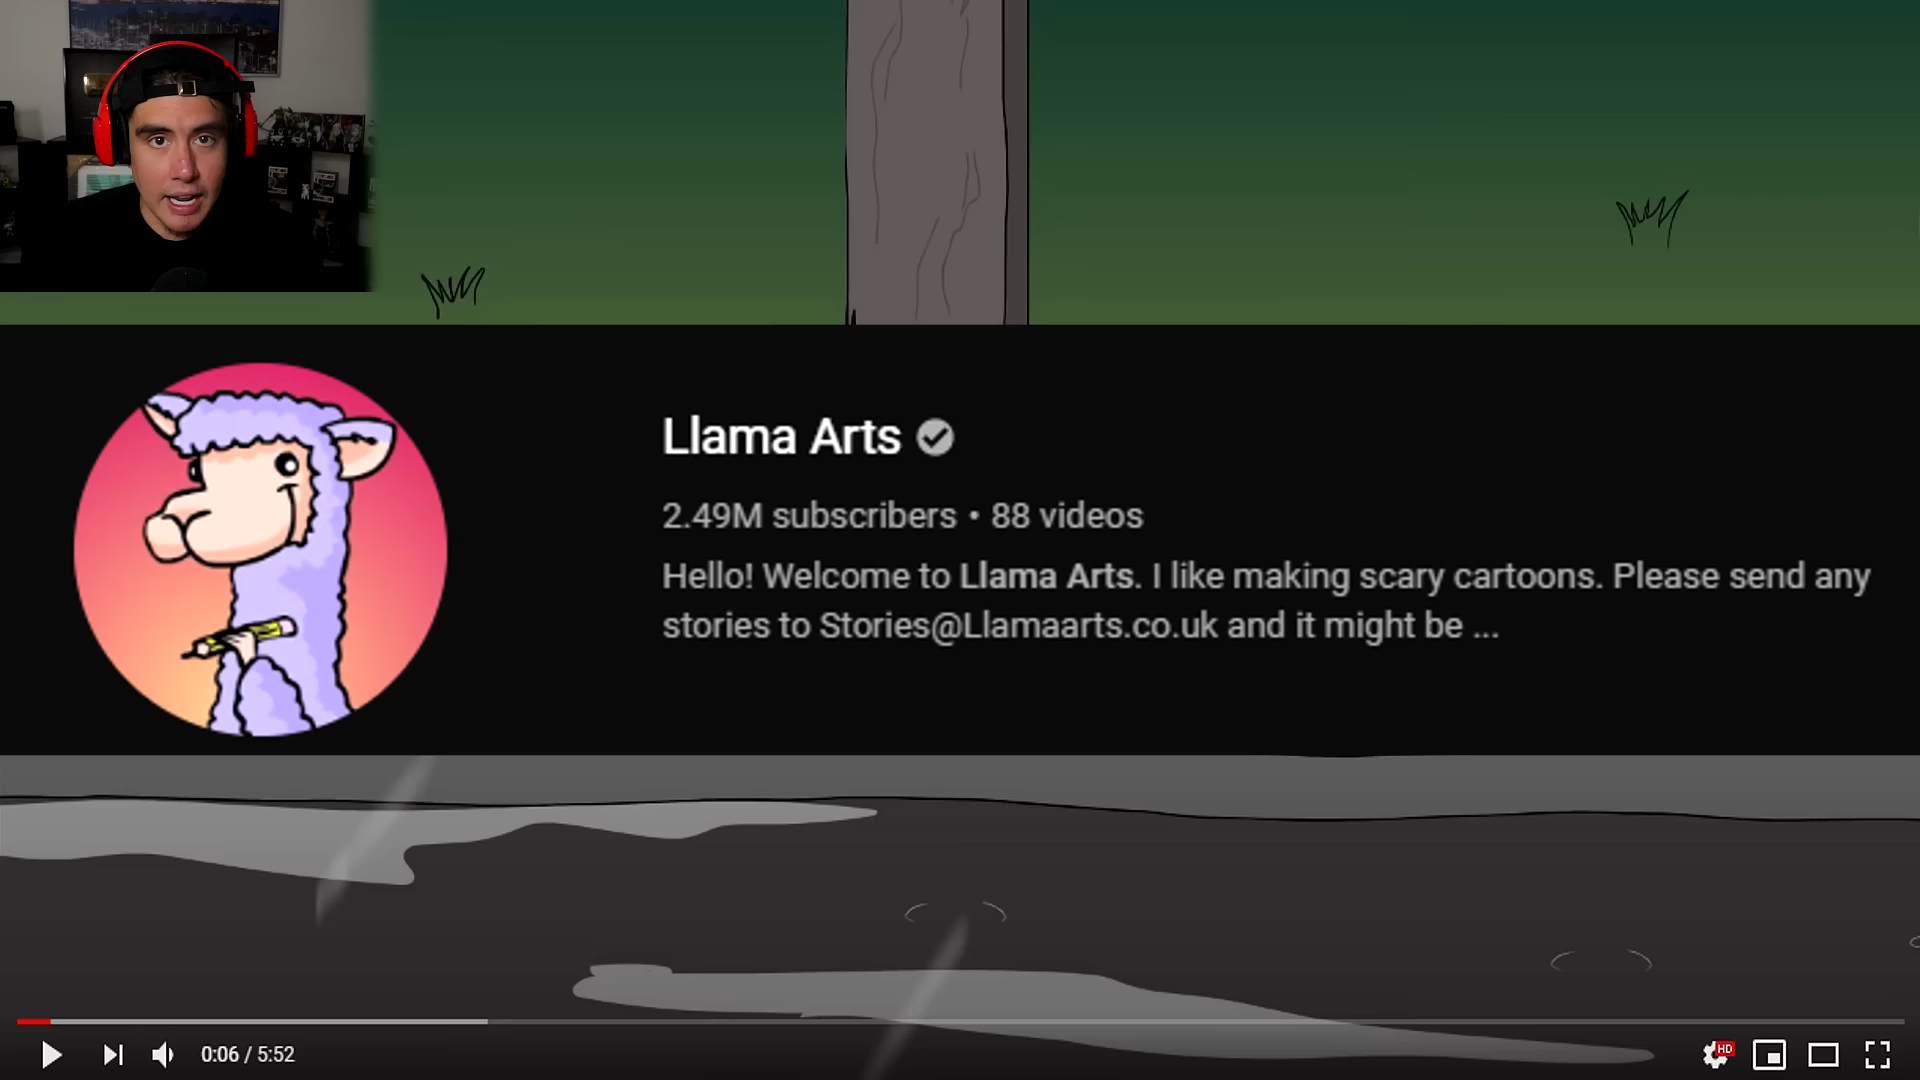 Llama Arts
2.49M subscribers • 88 videos
Hello! Welcome to Llama Arts. I like making scary cartoons. Please send any
stories to Stories@Llamaarts.co.uk and it might be ...
0:06 / 5:52
HD